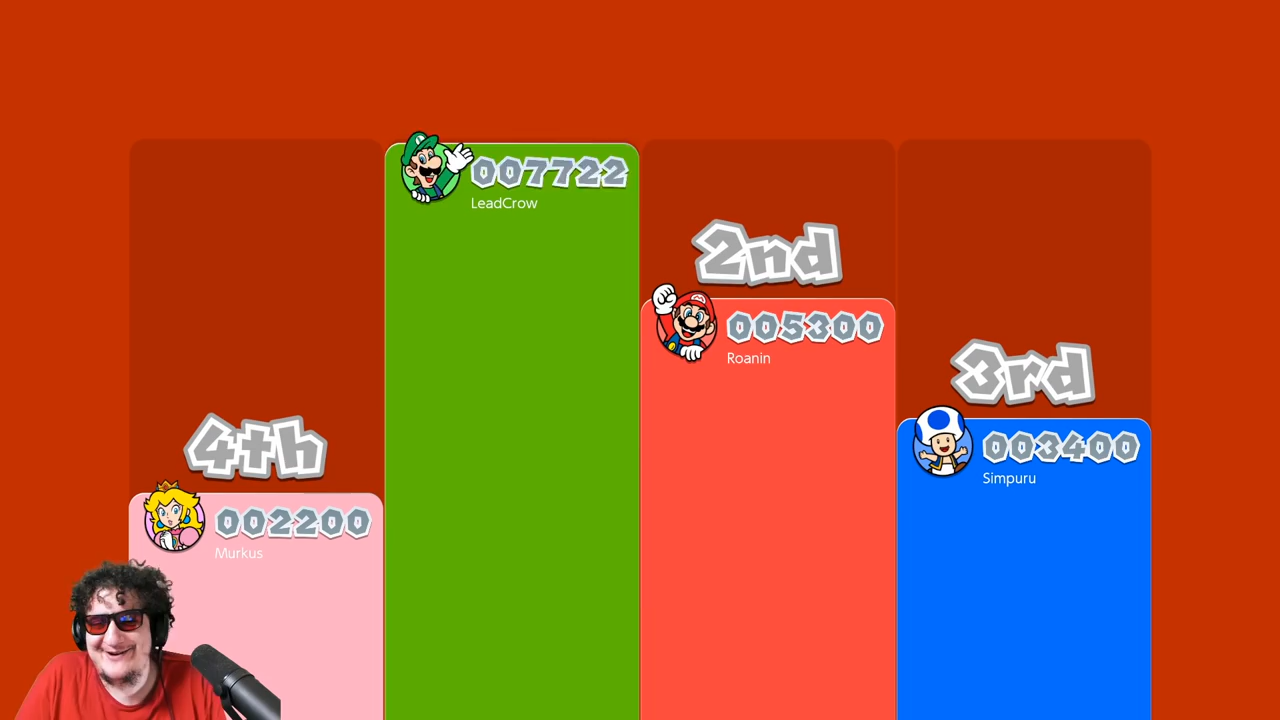 007722
LeadCrow
2nd
005300
Roanin
3rd
003400
Simpuru
4th
002200
Murkus